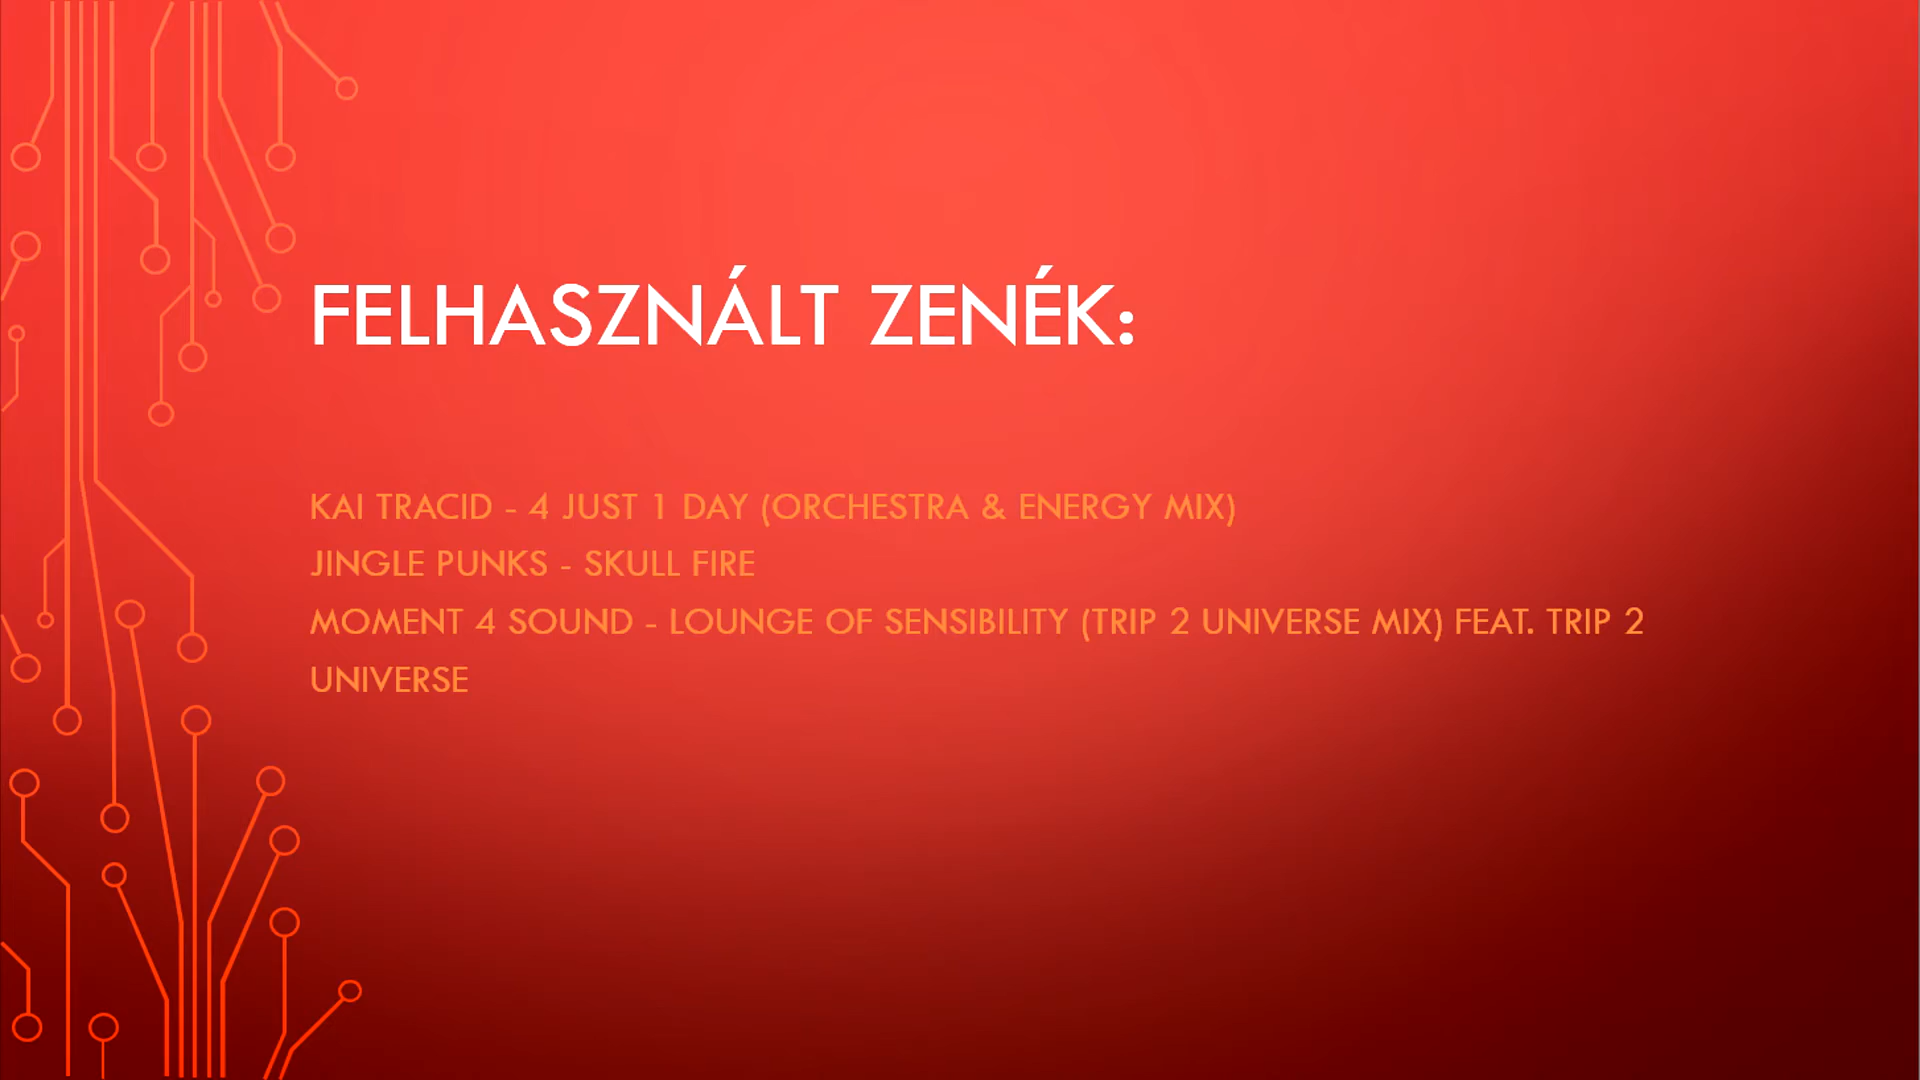 FELHASZNÁLT ZENÉK:
KAI TRACID - 4 JUST 1 DAY (ORCHESTRA & ENERGY MIX)
JINGLE PUNKS - SKULL FIRE
MOMENT 4 SOUND - LOUNGE OF SENSIBILITY (TRIP 2 UNIVERSE MIX) FEAT. TRIP 2
UNIVERSE